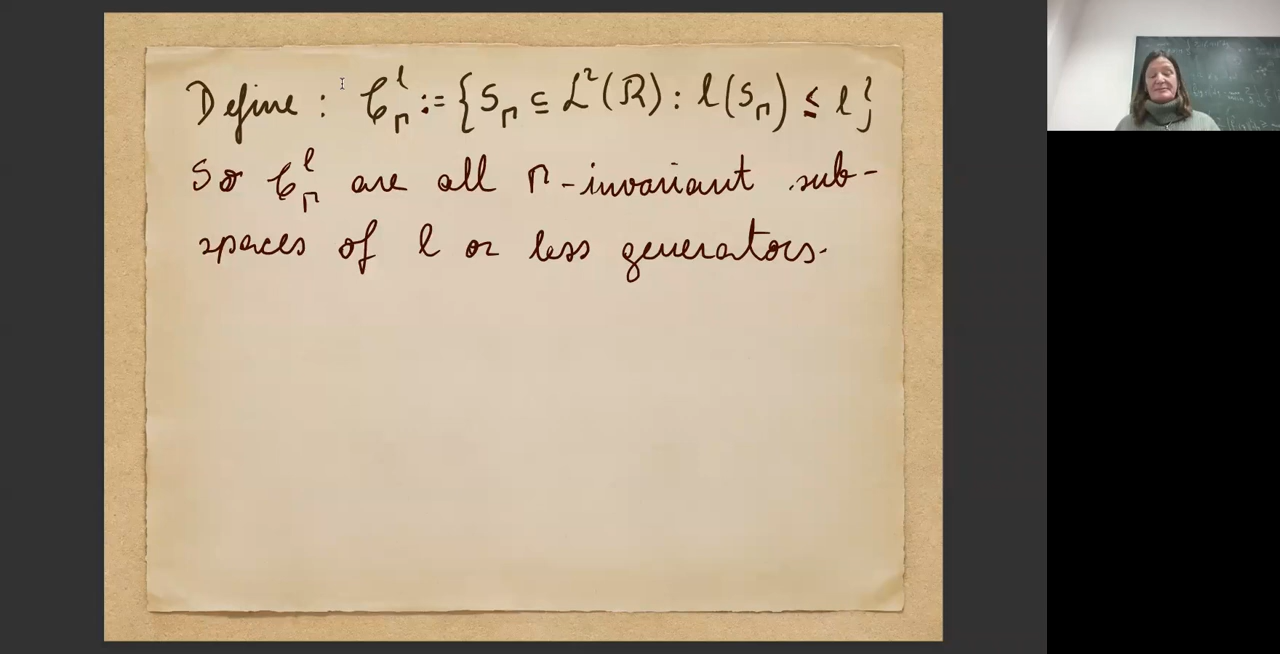 Define : 𝒞_Γ^ℓ := { S_Γ ⊆ L²(ℝ) : ℓ(S_Γ) ≤ ℓ }
So 𝒞_Γ^ℓ are all Γ-invariant sub-
spaces of ℓ or less generators.